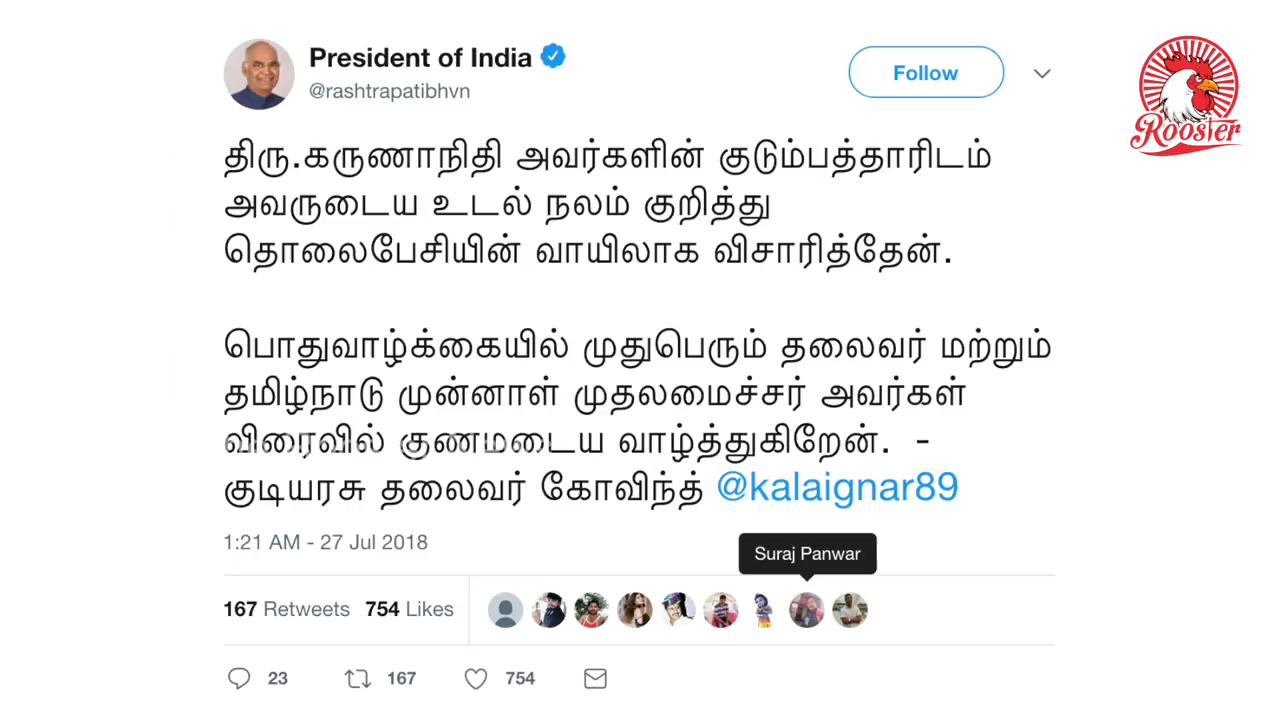 President of India
@rashtrapatibhvn
Follow
Rooster
திரு.கருணாநிதி அவர்களின் குடும்பத்தாரிடம்
அவருடைய உடல் நலம் குறித்து
தொலைபேசியின் வாயிலாக விசாரித்தேன்.
பொதுவாழ்க்கையில் முதுபெரும் தலைவர் மற்றும்
தமிழ்நாடு முன்னாள் முதலமைச்சர் அவர்கள்
விரைவில் குணமடைய வாழ்த்துகிறேன். -
குடியரசு தலைவர் கோவிந்த் @kalaignar89
1:21 AM - 27 Jul 2018
Suraj Panwar
167 Retweets 754 Likes
23 167 754